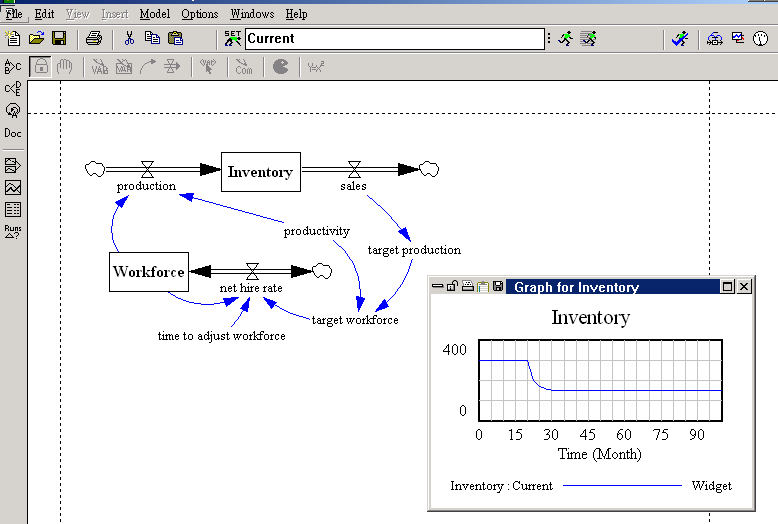 File Edit View Insert Model Options Windows Help
SET Current
VAB Com
Doc
Runs
production Inventory sales
productivity
target production
Workforce
net hire rate
target workforce
time to adjust workforce
Graph for Inventory
Inventory
400
0
0 15 30 45 60 75 90
Time (Month)
Inventory : Current Widget